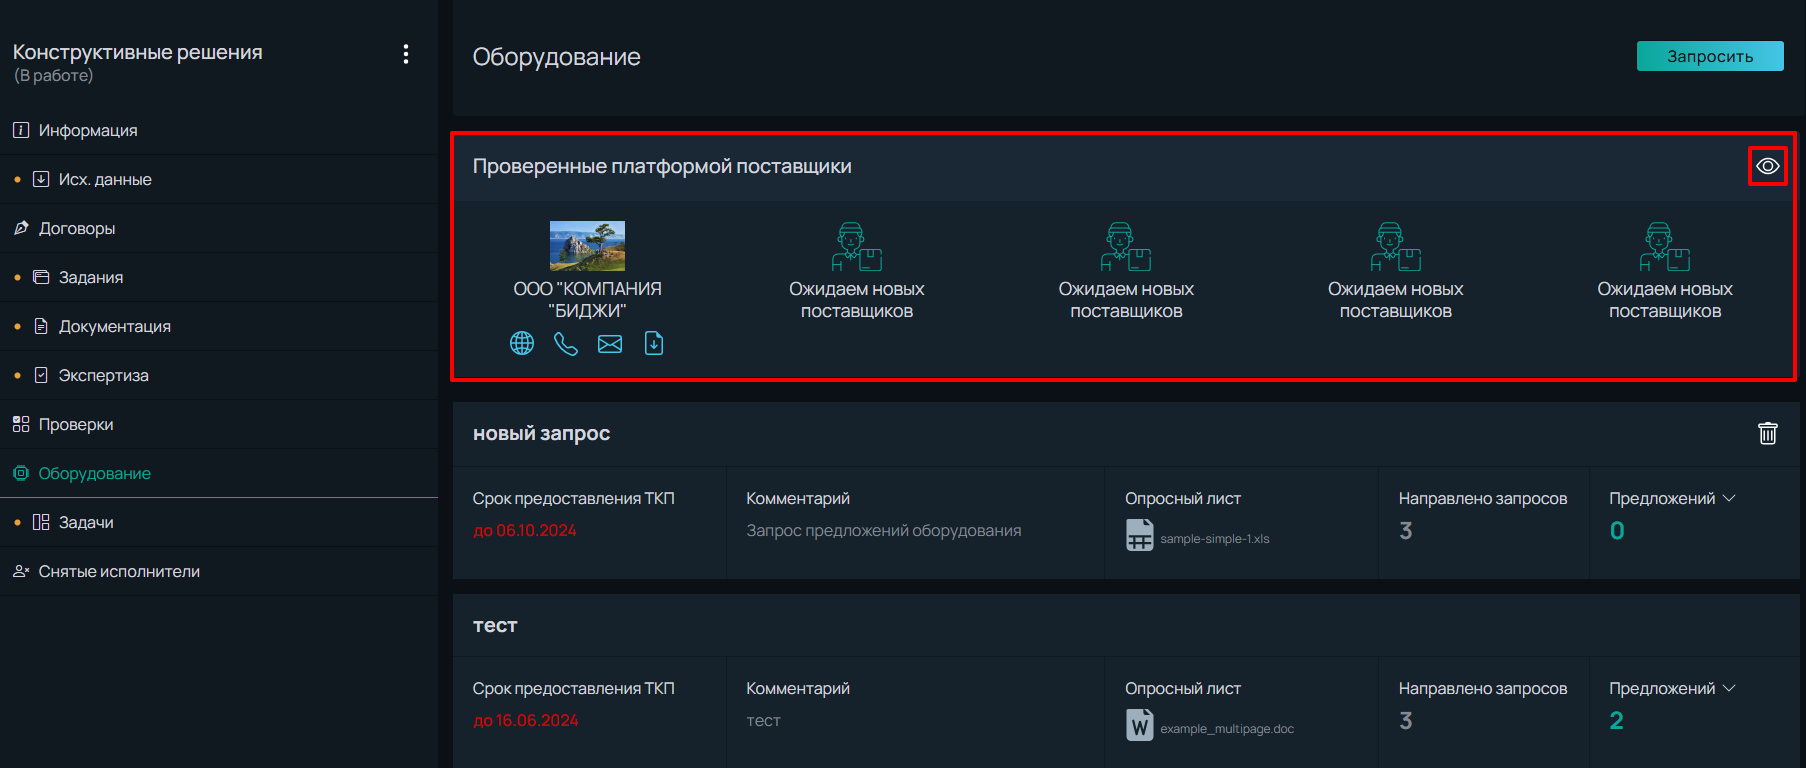 Конструктивные решения
(В работе)
Информация
Исх. данные
Договоры
Задания
Документация
Экспертиза
Проверки
Оборудование
Задачи
Снятые исполнители
Оборудование
Запросить
Проверенные платформой поставщики
ООО "КОМПАНИЯ
"БИДЖИ"
Ожидаем новых
поставщиков
Ожидаем новых
поставщиков
Ожидаем новых
поставщиков
Ожидаем новых
поставщиков
новый запрос
Срок предоставления ТКП
до 06.10.2024
Комментарий
Запрос предложений оборудования
Опросный лист
sample-simple-1.xls
Направлено запросов
3
Предложений
0
тест
Срок предоставления ТКП
до 16.06.2024
Комментарий
тест
Опросный лист
W
example_multipage.doc
Направлено запросов
3
Предложений
2